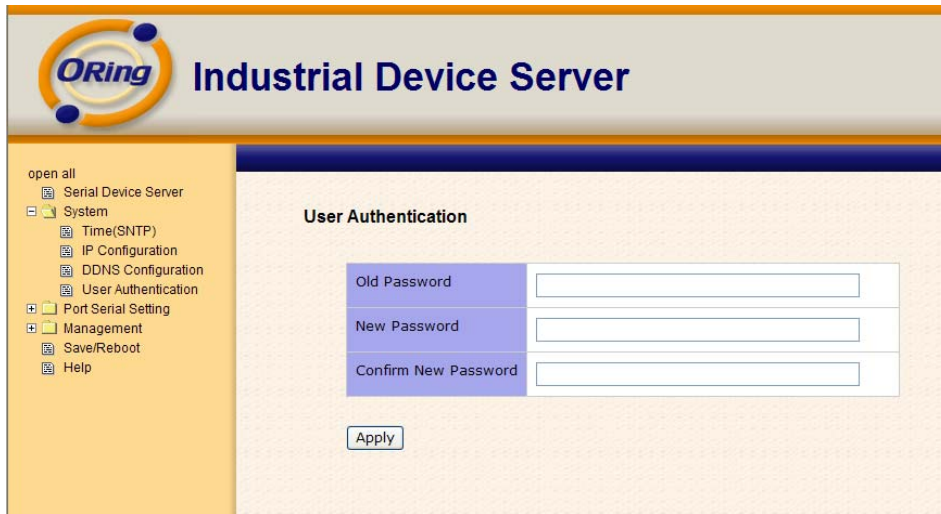 ORing
Industrial Device Server
open all
Serial Device Server
System
Time(SNTP)
IP Configuration
DDNS Configuration
User Authentication
Port Serial Setting
Management
Save/Reboot
Help
User Authentication
Old Password
New Password
Confirm New Password
Apply